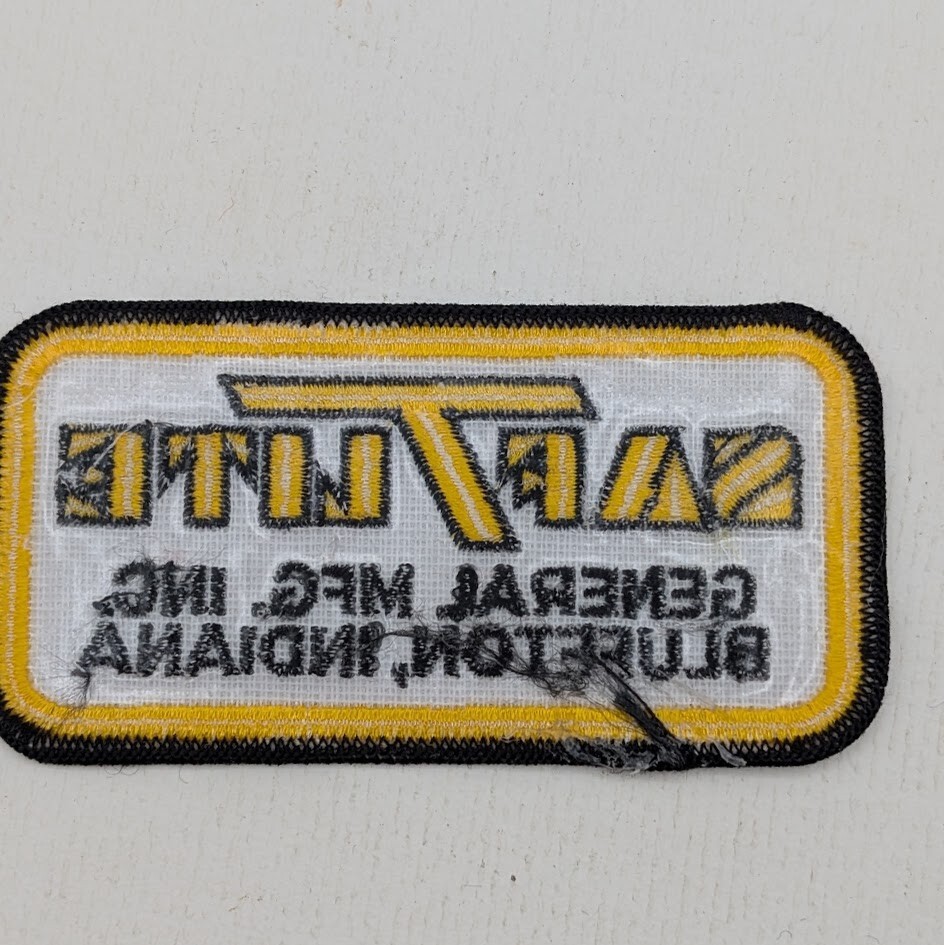 SAFTLITE
GENERAL MFG. INC.
BLUFFTON, INDIANA